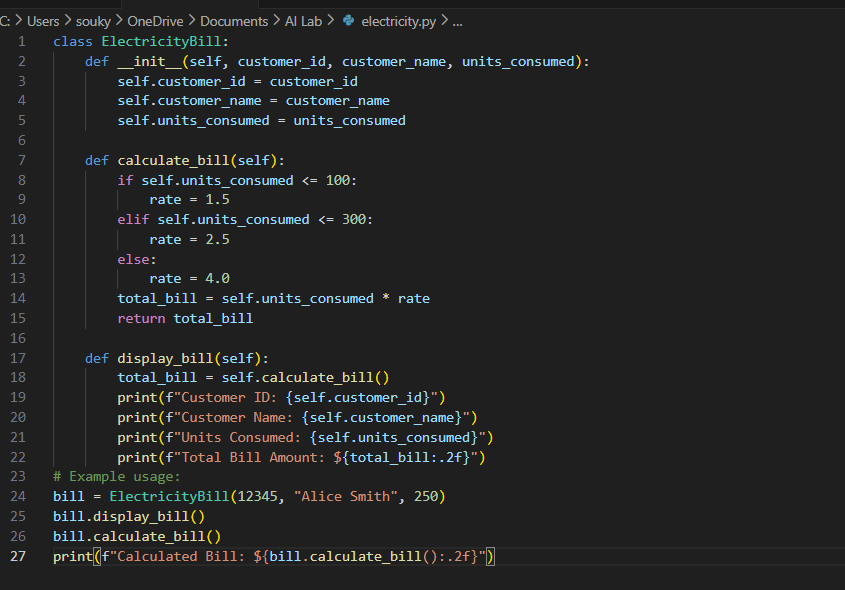 C: > Users > souky > OneDrive > Documents > AI Lab > electricity.py > ...
1 class ElectricityBill:
2     def __init__(self, customer_id, customer_name, units_consumed):
3         self.customer_id = customer_id
4         self.customer_name = customer_name
5         self.units_consumed = units_consumed
6
7     def calculate_bill(self):
8         if self.units_consumed <= 100:
9             rate = 1.5
10         elif self.units_consumed <= 300:
11             rate = 2.5
12         else:
13             rate = 4.0
14         total_bill = self.units_consumed * rate
15         return total_bill
16
17     def display_bill(self):
18         total_bill = self.calculate_bill()
19         print(f"Customer ID: {self.customer_id}")
20         print(f"Customer Name: {self.customer_name}")
21         print(f"Units Consumed: {self.units_consumed}")
22         print(f"Total Bill Amount: ${total_bill:.2f}")
23 # Example usage:
24 bill = ElectricityBill(12345, "Alice Smith", 250)
25 bill.display_bill()
26 bill.calculate_bill()
27 print(f"Calculated Bill: ${bill.calculate_bill():.2f}")